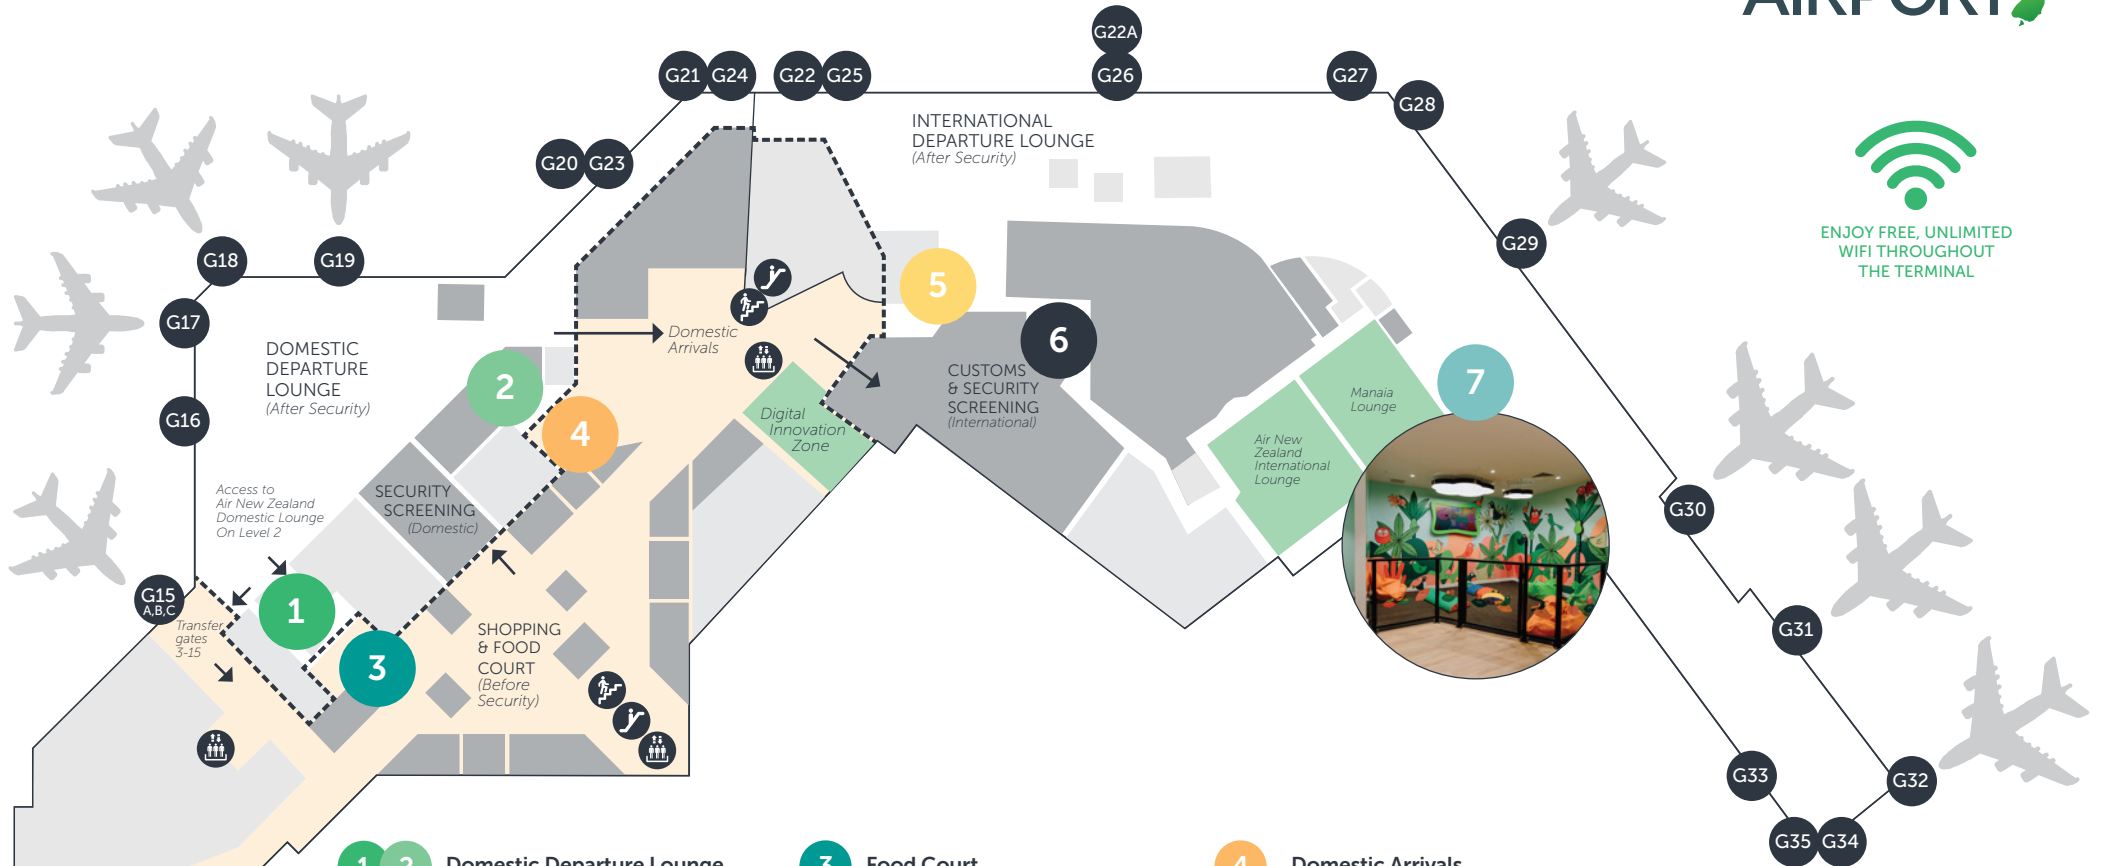 AIRPORT
G22A
G21
G24
G22
G25
G26
G27
G28
INTERNATIONAL
DEPARTURE LOUNGE
(After Security)
G20
G23
ENJOY FREE, UNLIMITED
WIFI THROUGHOUT
THE TERMINAL
G18
G19
G29
5
G17
Domestic
Arrivals
6
DOMESTIC
DEPARTURE
LOUNGE
(After Security)
2
CUSTOMS
& SECURITY
SCREENING
(International)
7
Manaia
Lounge
G16
4
Digital
Innovation
Zone
Air New
Zealand
International
Lounge
Access to
Air New Zealand
Domestic Lounge
On Level 2
SECURITY
SCREENING
(Domestic)
G30
G15
A,B,C
1
Transfer
gates
3-15
SHOPPING
& FOOD
COURT
(Before
Security)
G31
3
G33
G32
G35
G34
1 2 Domestic Departure Lounge
3 Food Court
4 Domestic Arrivals